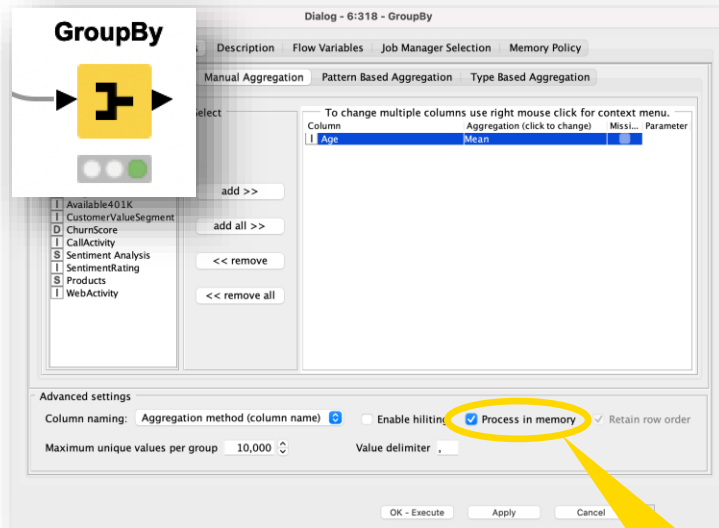 Dialog - 6:318 - GroupBy
GroupBy
Description Flow Variables Job Manager Selection Memory Policy
Manual Aggregation Pattern Based Aggregation Type Based Aggregation
Select
To change multiple columns use right mouse click for context menu.
Column Aggregation (click to change) Missi... Parameter
I Age Mean
I Available401K
I CustomerValueSegment
D ChurnScore
I CallActivity
S Sentiment Analysis
I SentimentRating
S Products
I WebActivity
add >>
add all >>
<< remove
<< remove all
Advanced settings
Column naming: Aggregation method (column name) Enable hiliting Process in memory Retain row order
Maximum unique values per group 10,000 Value delimiter ,
OK - Execute Apply Cancel